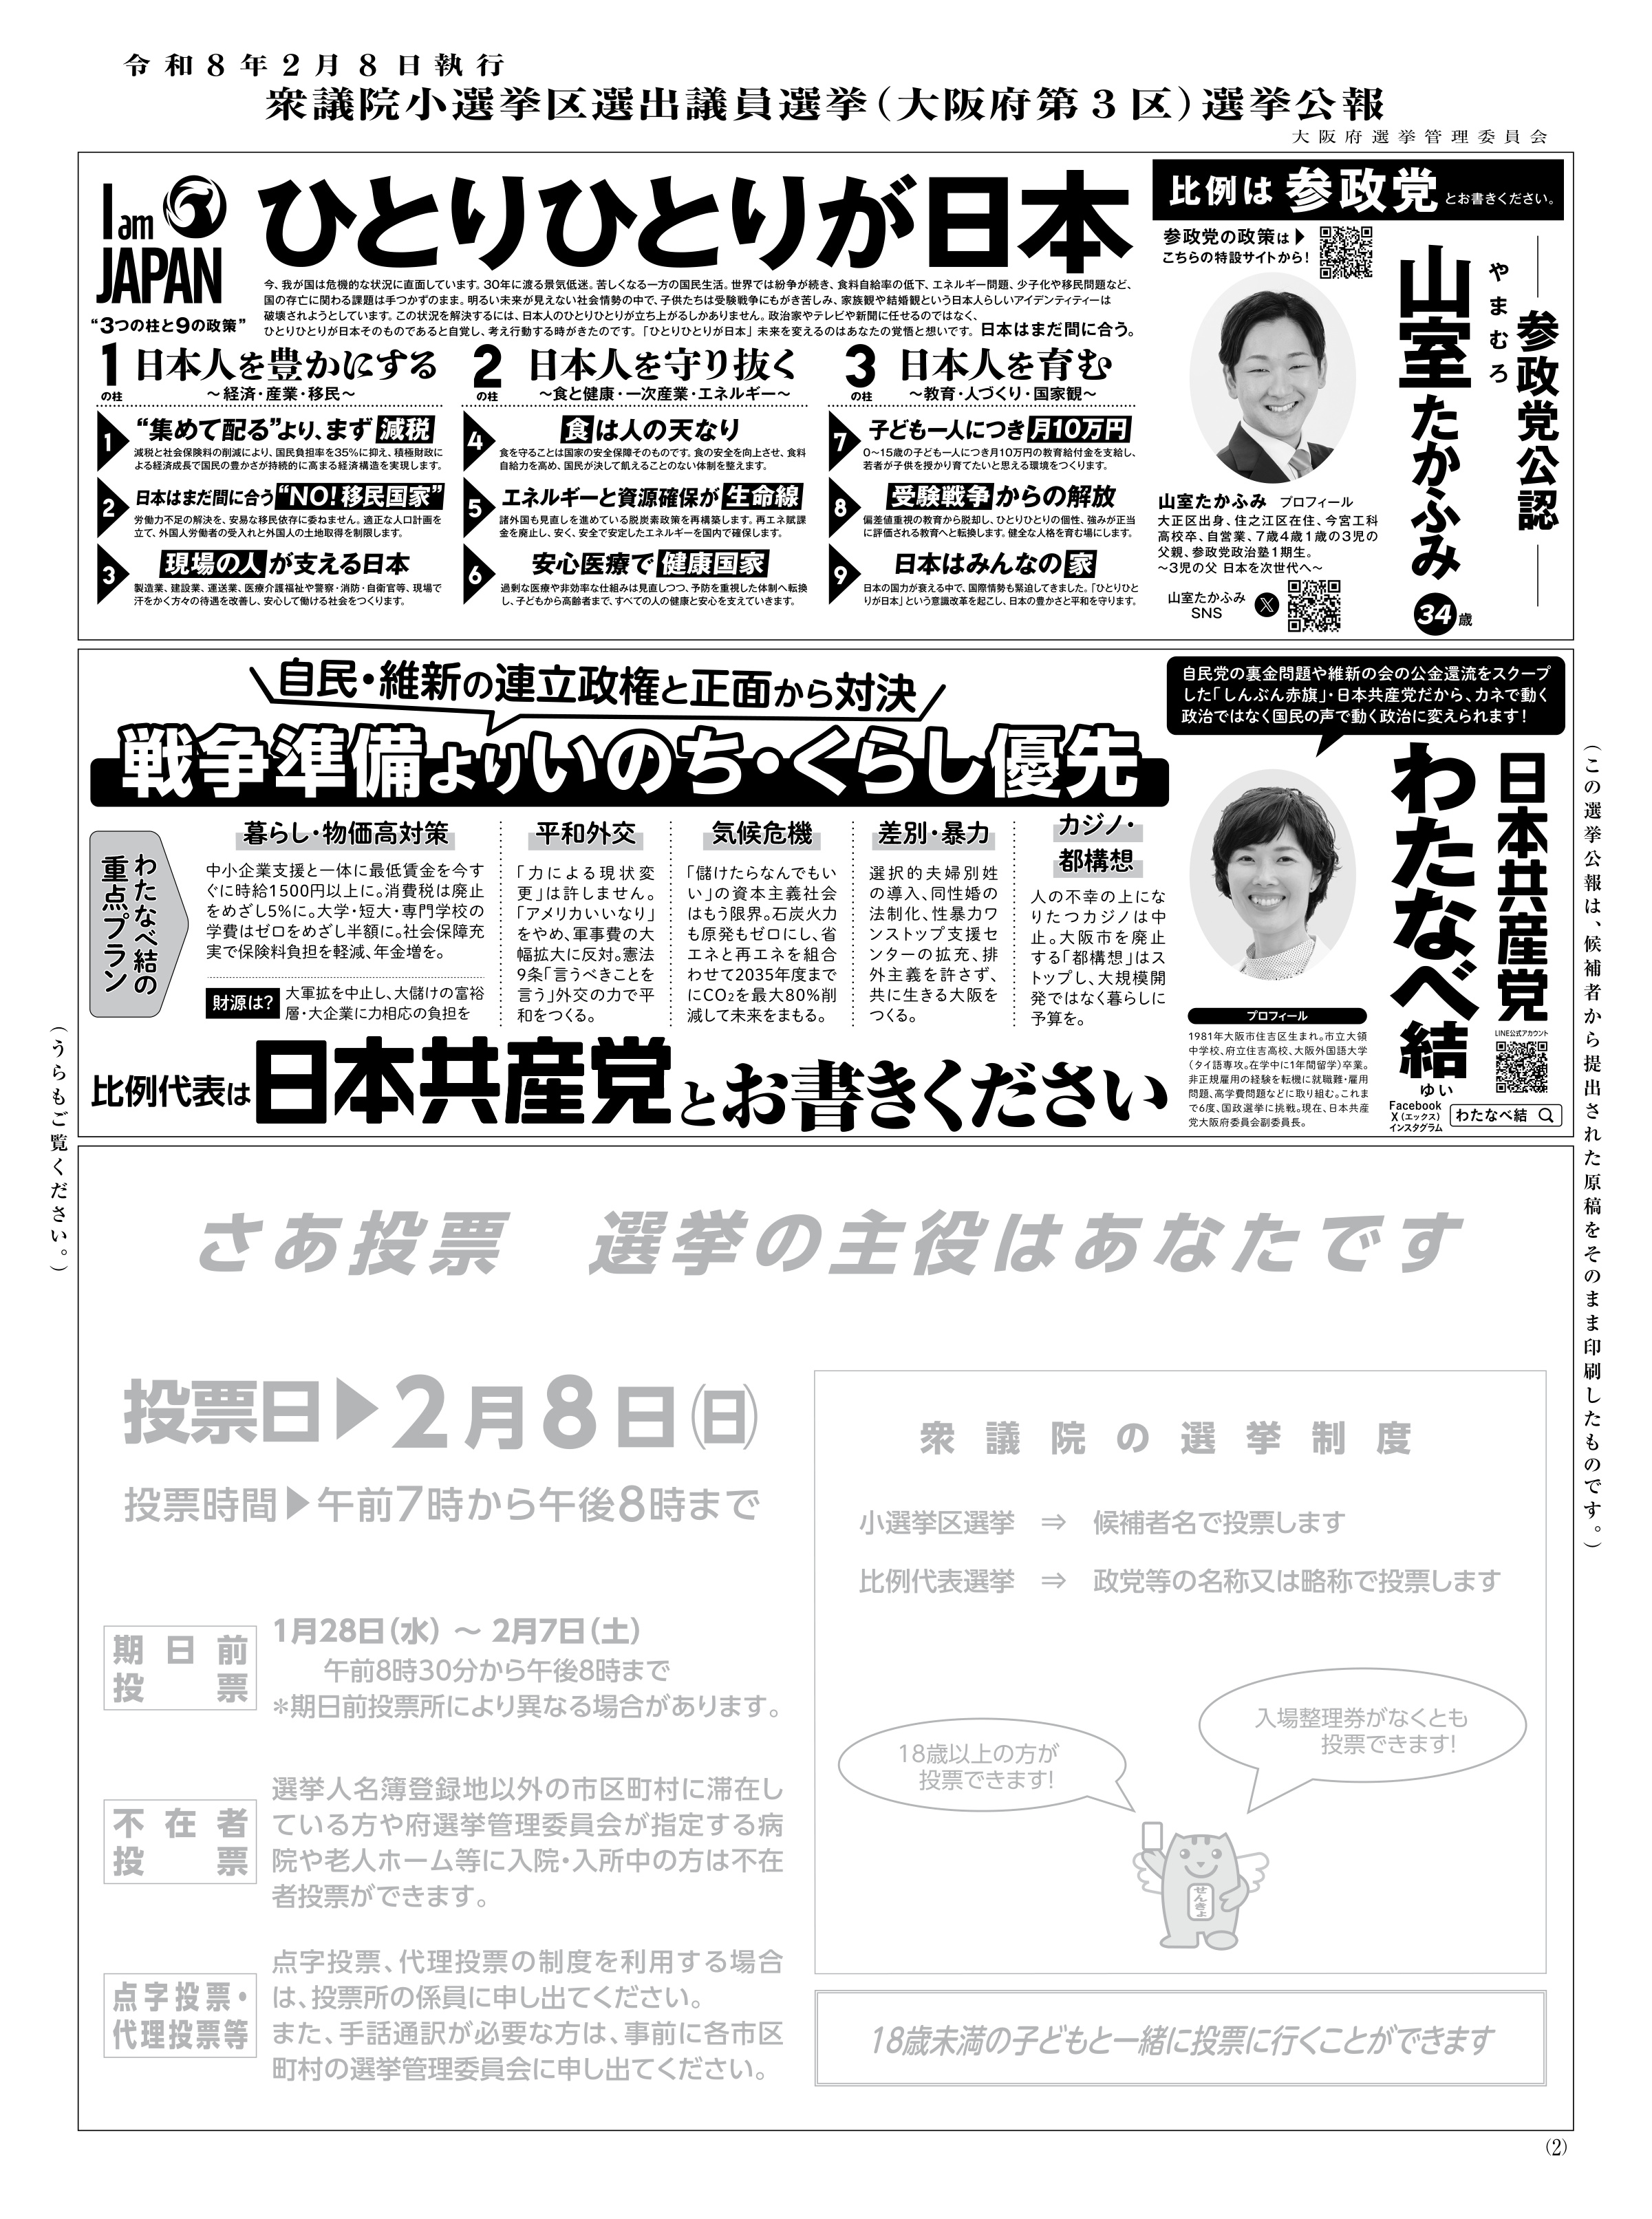 令和８年２月８日執行
衆議院小選挙区選出議員選挙（大阪府第３区）選挙公報
大阪府選挙管理委員会
I am
JAPAN
“3つの柱と9の政策”
ひとりひとりが日本
今、我が国は危機的な状況に直面しています。30年に渡る景気低迷。苦しくなる一方の国民生活。世界では紛争が続き、食料自給率の低下、エネルギー問題、少子化や移民問題など、
国の存亡に関わる課題は手つかずのまま。明るい未来が見えない社会情勢の中で、子供たちは受験戦争にもがき苦しみ、家族観や結婚観という日本人らしいアイデンティティーは
破壊されようとしています。この状況を解決するには、日本人のひとりひとりが立ち上がるしかありません。政治家やテレビや新聞に任せるのではなく、
ひとりひとりが日本そのものであると自覚し、考え行動する時がきたのです。「ひとりひとりが日本」未来を変えるのはあなたの覚悟と想いです。日本はまだ間に合う。
1の柱 日本人を豊かにする
～経済・産業・移民～
1 “集めて配る”より、まず減税
減税と社会保険料の削減により、国民負担率を35%に抑え、積極財政に
よる経済成長で国民の豊かさが持続的に高まる経済構造を実現します。
2 日本はまだ間に合う“NO！移民国家”
労働力不足の解決を、安易な移民依存に委ねません。適正な人口計画を
立て、外国人労働者の受入れと外国人の土地取得を制限します。
3 現場の人が支える日本
製造業、建設業、運送業、医療介護福祉や警察・消防・自衛官等、現場で
汗をかく方々の待遇を改善し、安心して働ける社会をつくります。
2の柱 日本人を守り抜く
～食と健康・一次産業・エネルギー～
4 食は人の天なり
食を守ることは国家の安全保障そのものです。食の安全を向上させ、食料
自給力を高め、国民が決して飢えることのない体制を整えます。
5 エネルギーと資源確保が生命線
諸外国も見直しを進めている脱炭素政策を再構築します。再エネ賦課
金を廃止し、安く、安全で安定したエネルギーを国内で確保します。
6 安心医療で健康国家
過剰な医療や非効率な仕組みは見直しつつ、予防を重視した体制へ転換
し、子どもから高齢者まで、すべての人の健康と安心を支えていきます。
3の柱 日本人を育む
～教育・人づくり・国家観～
7 子ども一人につき月10万円
0～15歳の子ども一人につき月10万円の教育給付金を支給し、
若者が子供を授かり育てたいと思える環境をつくります。
8 受験戦争からの解放
偏差値重視の教育から脱却し、ひとりひとりの個性、強みが正当
に評価される教育へと転換します。健全な人格を育む場にします。
9 日本はみんなの家
日本の国力が衰える中で、国際情勢も緊迫してきました。「ひとりひと
りが日本」という意識改革を起こし、日本の豊かさと平和を守ります。
比例は 参政党 とお書きください。
参政党の政策は▶
こちらの特設サイトから！
参政党公認
やまむろ
山室たかふみ
34歳
山室たかふみ プロフィール
大正区出身、住之江区在住、今宮工科
高校卒、自営業、7歳4歳1歳の3児の
父親、参政党政治塾1期生。
～3児の父 日本を次世代へ～
山室たかふみ
SNS
X
自民・維新の連立政権と正面から対決
戦争準備よりいのち・くらし優先
わたなべ結の
重点プラン
暮らし・物価高対策
中小企業支援と一体に最低賃金を今す
ぐに時給1500円以上に。消費税は廃止
をめざし5%に。大学・短大・専門学校の
学費はゼロをめざし半額に。社会保障充
実で保険料負担を軽減、年金増を。
財源は？
大軍拡を中止し、大儲けの富裕
層・大企業に力相応の負担を
平和外交
「力による現状変
更」は許しません。
「アメリカいいなり」
をやめ、軍事費の大
幅拡大に反対。憲法
9条「言うべきことを
言う」外交の力で平
和をつくる。
気候危機
「儲けたらなんでもい
い」の資本主義社会
はもう限界。石炭火力
も原発もゼロにし、省
エネと再エネを組合
わせて2035年度まで
にCO₂を最大80%削
減して未来をまもる。
差別・暴力
選択的夫婦別姓
の導入、同性婚の
法制化、性暴力ワ
ンストップ支援セ
ンターの拡充、排
外主義を許さず、
共に生きる大阪を
つくる。
カジノ・
都構想
人の不幸の上にな
りたつカジノは中
止。大阪市を廃止
する「都構想」はス
トップし、大規模開
発ではなく暮らしに
予算を。
比例代表は日本共産党とお書きください
自民党の裏金問題や維新の会の公金還流をスクープ
した「しんぶん赤旗」・日本共産党だから、カネで動く
政治ではなく国民の声で動く政治に変えられます！
日本共産党
わたなべ結
ゆい
LINE公式アカウント
Facebook
X（エックス）
インスタグラム
わたなべ結
プロフィール
1981年大阪市住吉区生まれ。市立大領
中学校、府立住吉高校、大阪外国語大学
（タイ語専攻。在学中に1年間留学）卒業。
非正規雇用の経験を転機に就職難・雇用
問題、高学費問題などに取り組む。これま
で6度、国政選挙に挑戦。現在、日本共産
党大阪府委員会副委員長。
（この選挙公報は、候補者から提出された原稿をそのまま印刷したものです。）
（うらもご覧ください。）
さあ投票　選挙の主役はあなたです
投票日▶2月8日（日）
投票時間▶午前7時から午後8時まで
期日前
投票
1月28日（水）～2月7日（土）
午前8時30分から午後8時まで
＊期日前投票所により異なる場合があります。
不在者
投票
選挙人名簿登録地以外の市区町村に滞在し
ている方や府選挙管理委員会が指定する病
院や老人ホーム等に入院・入所中の方は不在
者投票ができます。
点字投票・
代理投票等
点字投票、代理投票の制度を利用する場合
は、投票所の係員に申し出てください。
また、手話通訳が必要な方は、事前に各市区
町村の選挙管理委員会に申し出てください。
衆議院の選挙制度
小選挙区選挙　⇒　候補者名で投票します
比例代表選挙　⇒　政党等の名称又は略称で投票します
18歳以上の方が
投票できます！
入場整理券がなくとも
投票できます！
せんきょ
18歳未満の子どもと一緒に投票に行くことができます
（2）